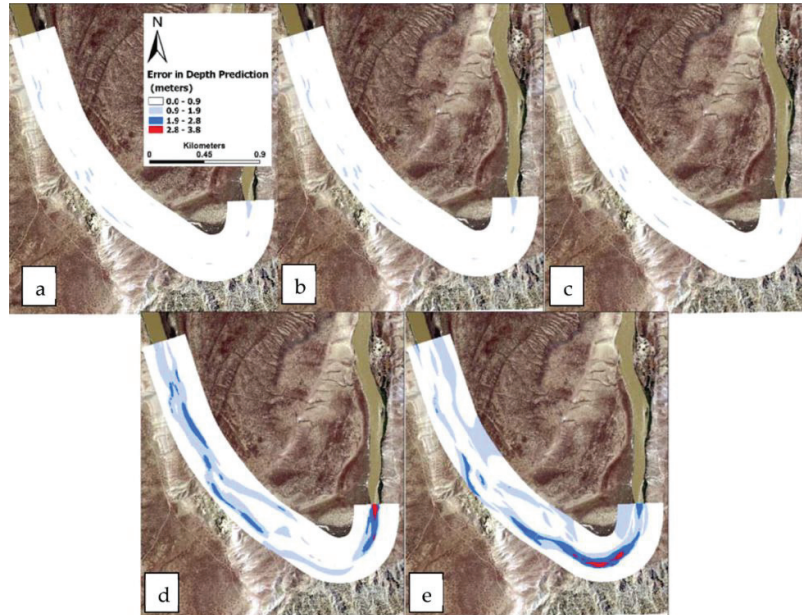 N
Error in Depth Prediction
(meters)
0.0 - 0.9
0.9 - 1.9
1.9 - 2.8
2.8 - 3.8
Kilometers
0 0.45 0.9
a
b
c
d
e